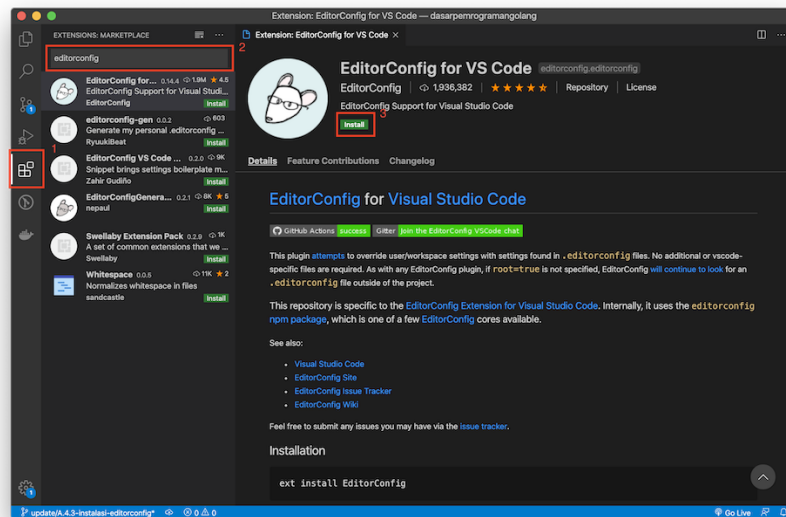 Extension: EditorConfig for VS Code — dasarpemrogramangolang
EXTENSIONS: MARKETPLACE
editorconfig
2
1
EditorConfig for... 0.14.4 1.9M ★ 4.5
EditorConfig Support for Visual Studi...
EditorConfig Install
editorconfig-gen 0.0.2 603
Generate my personal .editorconfig ...
RyuukiBeat Install
EditorConfig VS Code ... 0.2.0 9K
Snippet brings settings boilerplate m...
Zahir Gudiño Install
EditorConfigGenera... 0.2.1 8K ★ 5
nepaul Install
Swellaby Extension Pack 0.2.9 1K
A set of common extensions that we ...
Swellaby Install
Whitespace 0.0.5 11K ★ 2
Normalizes whitespace in files
sandcastle Install
Extension: EditorConfig for VS Code ×
EditorConfig for VS Code editorconfig.editorconfig
EditorConfig 1,936,382 Repository License
EditorConfig Support for Visual Studio Code
3
Install
Details Feature Contributions Changelog
EditorConfig for Visual Studio Code
GitHub Actions success Gitter join the EditorConfig VSCode chat
This plugin attempts to override user/workspace settings with settings found in .editorconfig files. No additional or vscode-
specific files are required. As with any EditorConfig plugin, if root=true is not specified, EditorConfig will continue to look for an
.editorconfig file outside of the project.
This repository is specific to the EditorConfig Extension for Visual Studio Code. Internally, it uses the editorconfig
npm package, which is one of a few EditorConfig cores available.
See also:
• Visual Studio Code
• EditorConfig Site
• EditorConfig Issue Tracker
• EditorConfig Wiki
Feel free to submit any issues you may have via the issue tracker.
Installation
ext install EditorConfig
1
1
update/A.4.3-instalasi-editorconfig* 0 0 Go Live